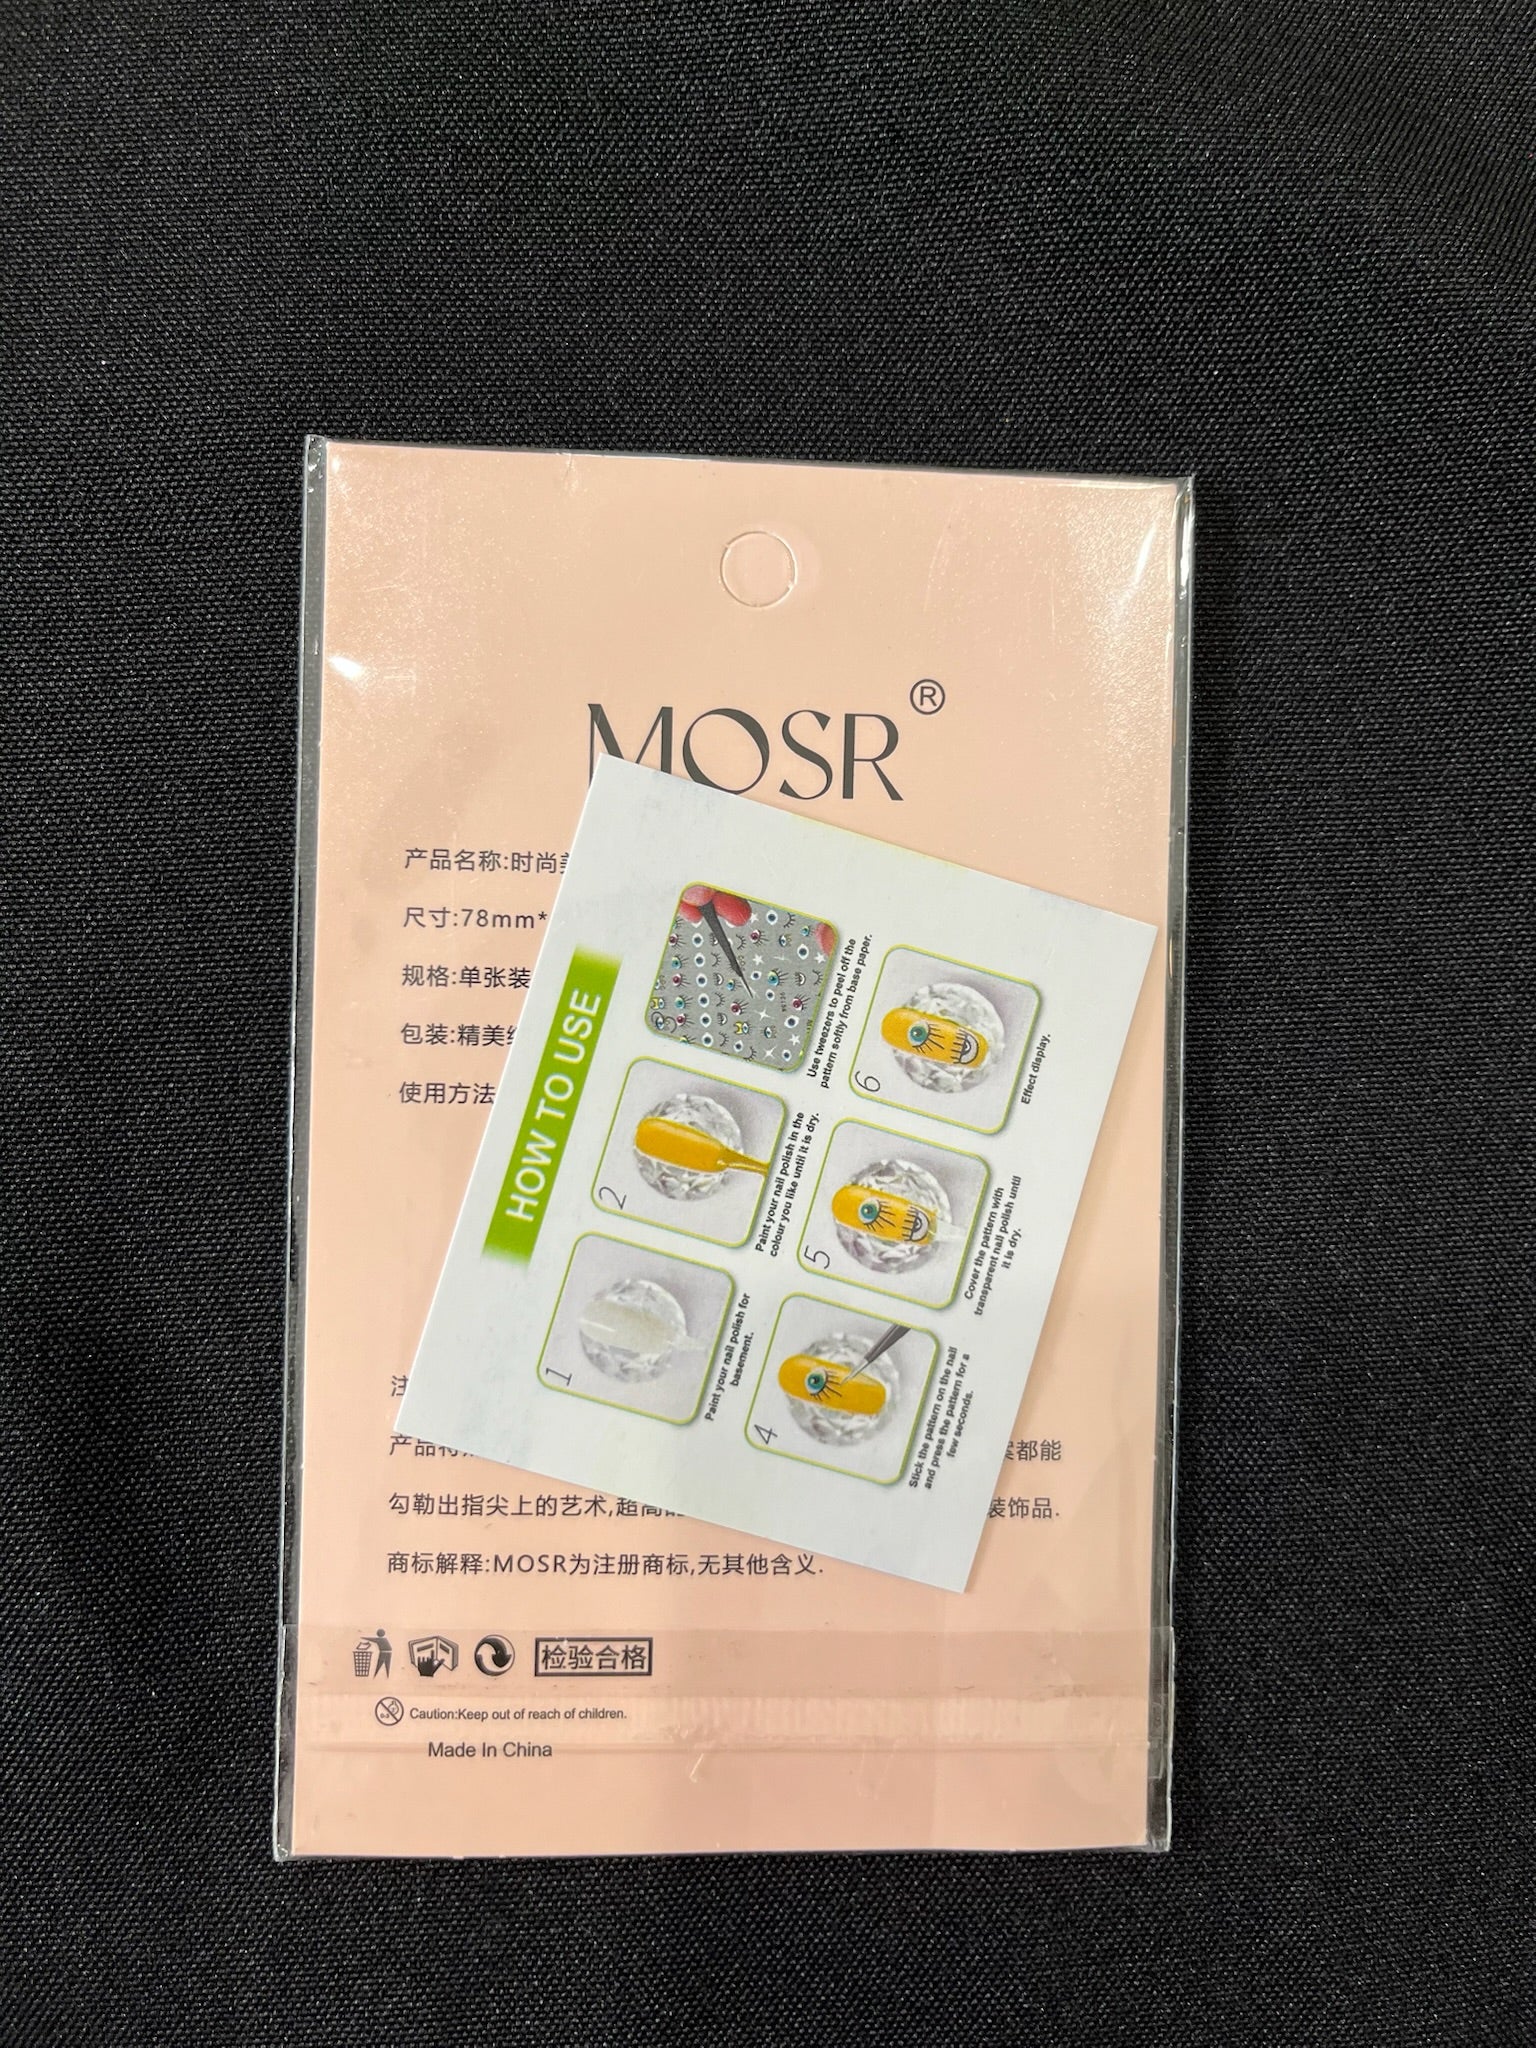 MOSR®
产品名称:时尚
尺寸:78mm*
规格:单张装
包装:精美
使用方法
HOW TO USE
1
Paint your nail polish for
basement.
2
Paint your nail polish in the
colour you like until it is dry.
Use tweezers to peel off the
pattern softly from base paper.
4
Stick the pattern on the nail
and press the pattern for a
few seconds.
5
Cover the pattern with
transparent nail polish until
it is dry.
6
Effect display.
注
产品特 都能
勾勒出指尖上的艺术,超高 装饰品.
商标解释:MOSR为注册商标,无其他含义.
检验合格
Caution:Keep out of reach of children.
Made In China